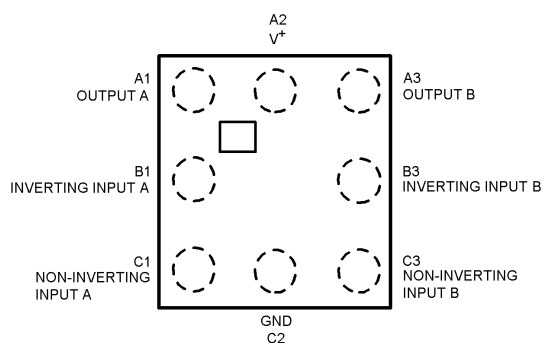 A2
V+
A1
OUTPUT A
A3
OUTPUT B
B1
INVERTING INPUT A
B3
INVERTING INPUT B
C1
NON-INVERTING
INPUT A
C3
NON-INVERTING
INPUT B
GND
C2